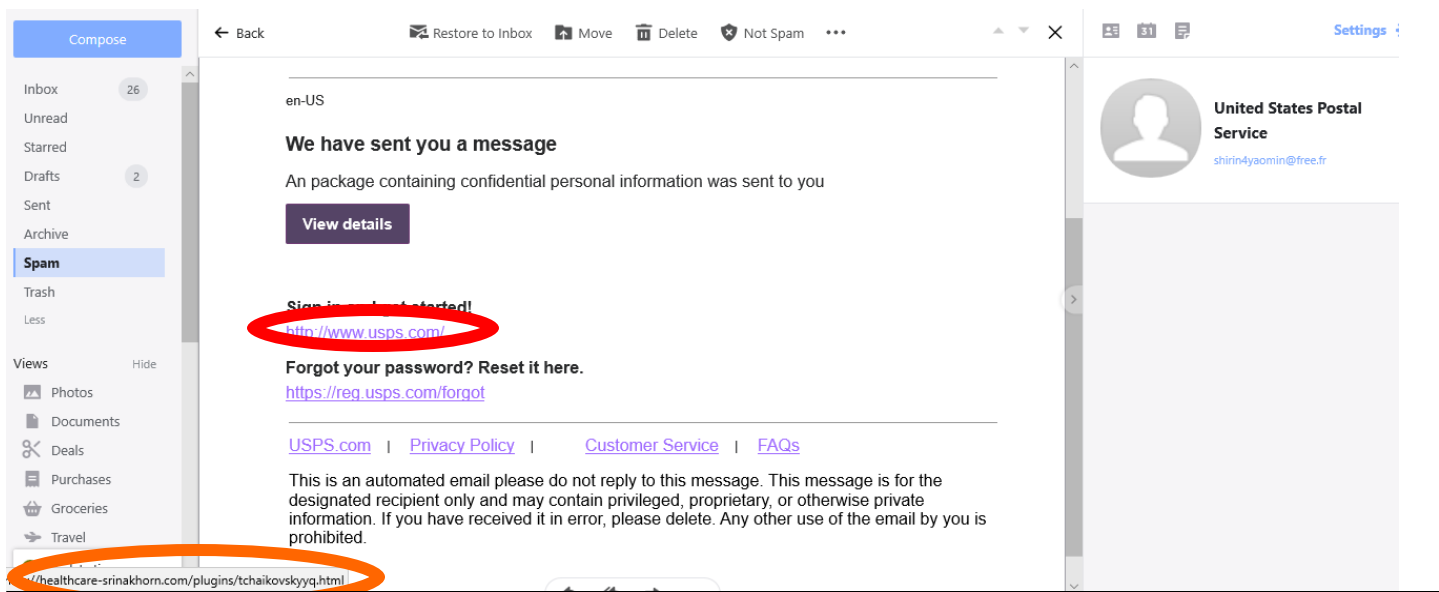 Compose
← Back
Restore to Inbox
Move
Delete
Not Spam
31
Settings
Inbox 26
Unread
Starred
Drafts 2
Sent
Archive
Spam
Trash
Less
Views Hide
Photos
Documents
Deals
Purchases
Groceries
Travel
en-US
We have sent you a message
An package containing confidential personal information was sent to you
View details
Sign in and get started!
http://www.usps.com/
Forgot your password? Reset it here.
https://reg.usps.com/forgot
USPS.com | Privacy Policy | Customer Service | FAQs
This is an automated email please do not reply to this message. This message is for the
designated recipient only and may contain privileged, proprietary, or otherwise private
information. If you have received it in error, please delete. Any other use of the email by you is
prohibited.
United States Postal
Service
shirin4yaomin@free.fr
//healthcare-srinakhorn.com/plugins/tchaikovskyyq.html